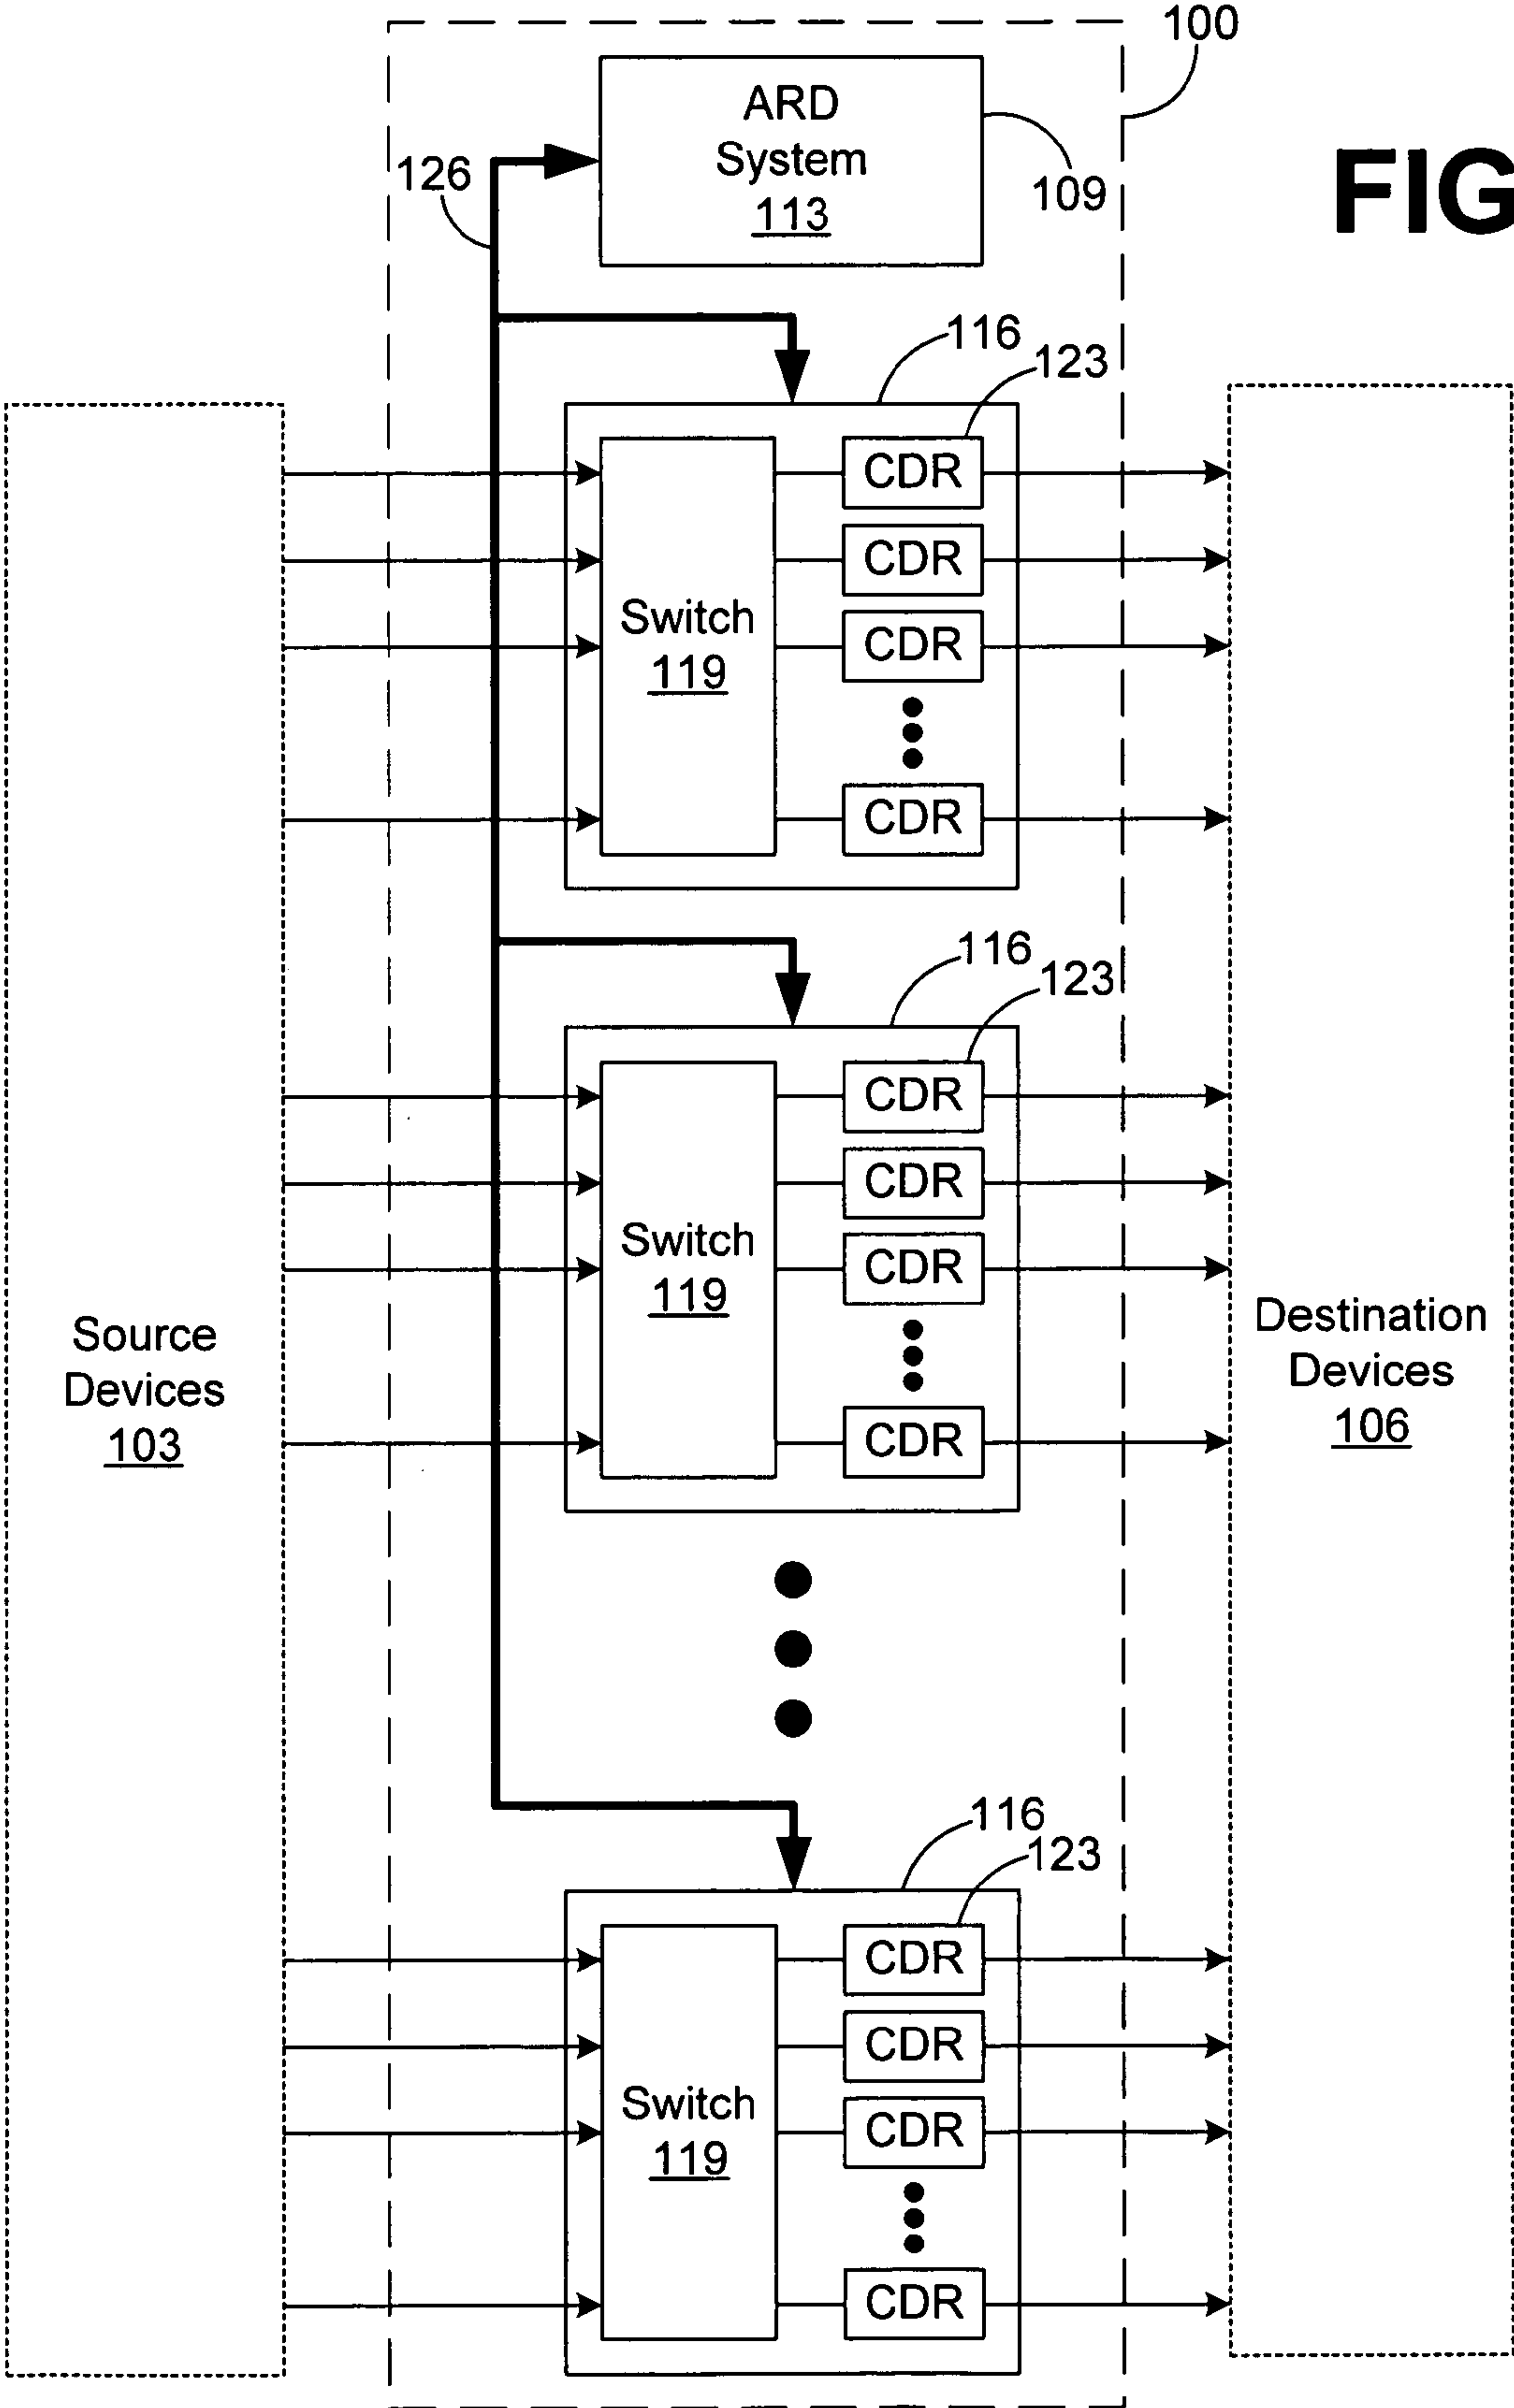 100
ARD
System
113
109
126
FIG
116
123
CDR
CDR
Switch
119
CDR
CDR
116
123
CDR
CDR
Switch
119
CDR
CDR
Source
Devices
103
Destination
Devices
106
116
123
CDR
CDR
Switch
119
CDR
CDR